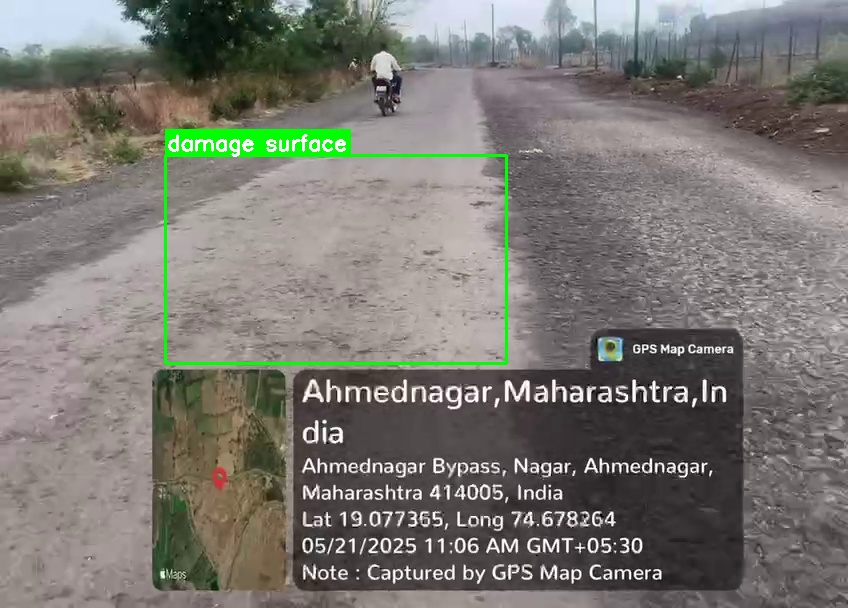 damage surface
GPS Map Camera
Ahmednagar,Maharashtra,In
dia
Ahmednagar Bypass, Nagar, Ahmednagar,
Maharashtra 414005, India
Lat 19.077365, Long 74.678264
05/21/2025 11:06 AM GMT+05:30
Note : Captured by GPS Map Camera
Maps